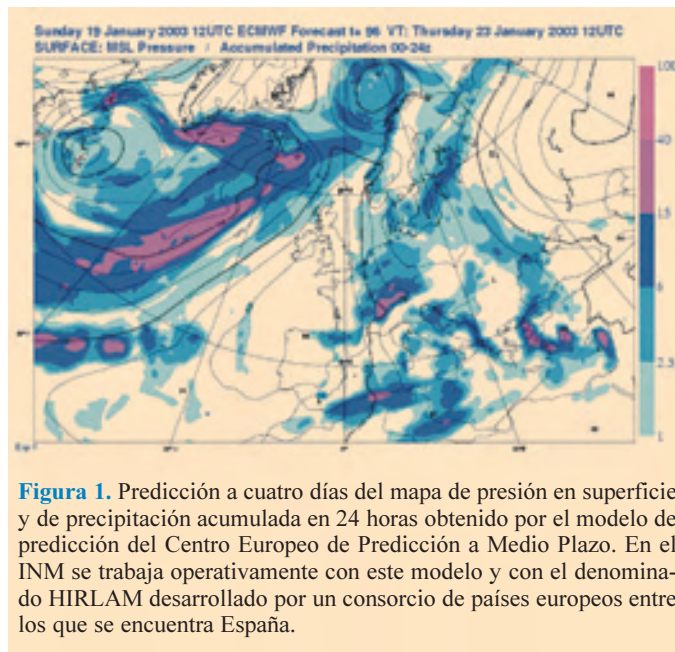 Sunday 19 January 2003 12UTC ECMWF Forecast t= 96 VT: Thursday 23 January 2003 12UTC
SURFACE: MSL Pressure / Accumulated Precipitation 00-24z
100
40
15
6
2.5
1
Figura 1. Predicción a cuatro días del mapa de presión en superficie
y de precipitación acumulada en 24 horas obtenido por el modelo de
predicción del Centro Europeo de Predicción a Medio Plazo. En el
INM se trabaja operativamente con este modelo y con el denomina-
do HIRLAM desarrollado por un consorcio de países europeos entre
los que se encuentra España.